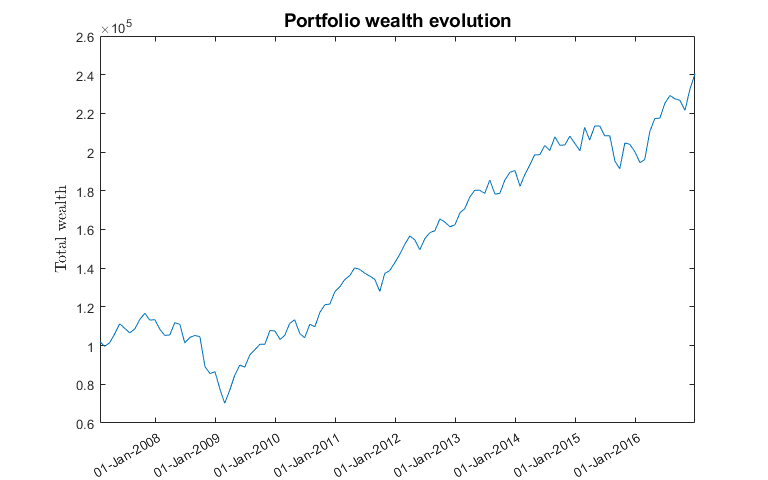 Portfolio wealth evolution
×10^5
2.6
2.4
2.2
2
1.8
1.6
1.4
1.2
1
0.8
0.6
Total wealth
01-Jan-2008
01-Jan-2009
01-Jan-2010
01-Jan-2011
01-Jan-2012
01-Jan-2013
01-Jan-2014
01-Jan-2015
01-Jan-2016